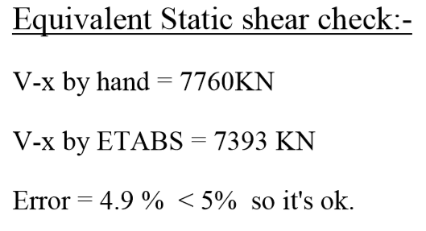 Equivalent Static shear check:-
V-x by hand = 7760KN
V-x by ETABS = 7393 KN
Error = 4.9 % < 5% so it's ok.